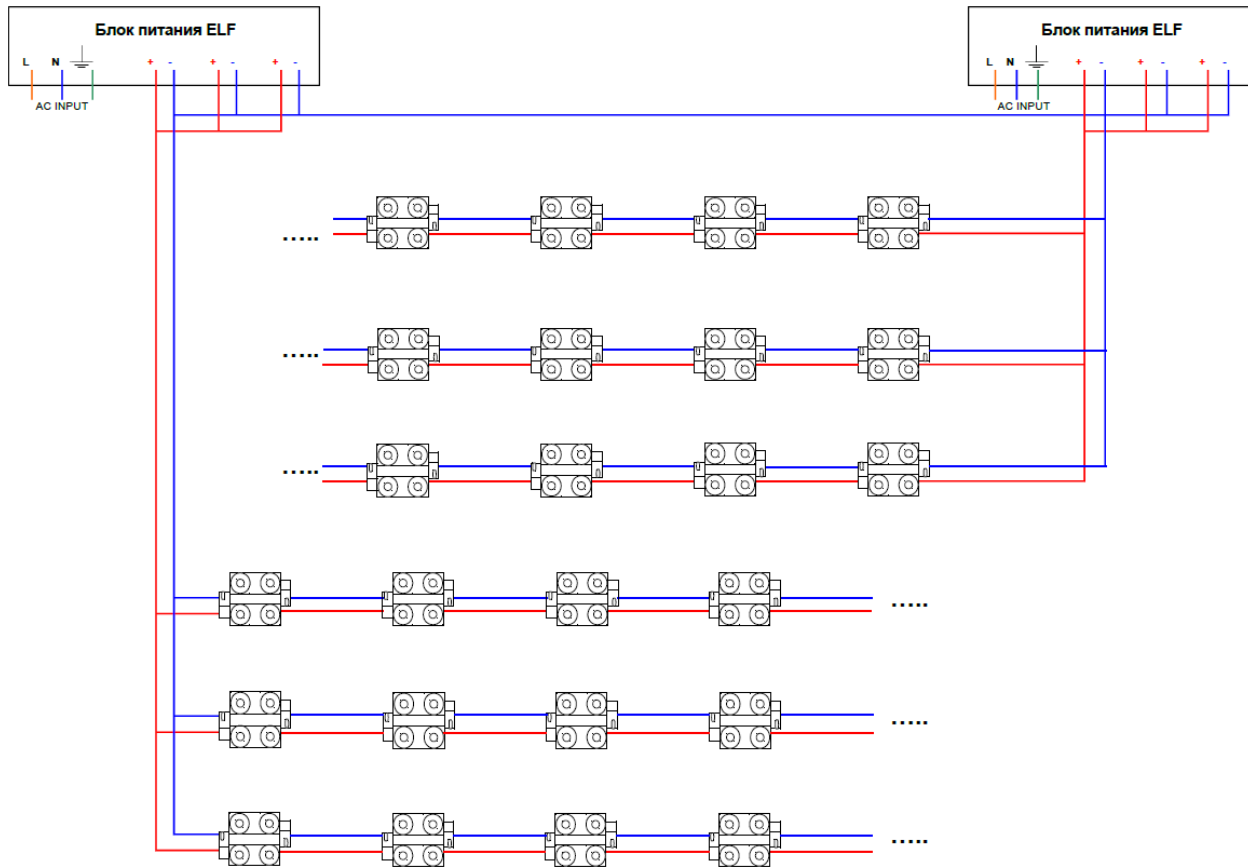 Блок питания ELF
L N + - + - + -
AC INPUT
Блок питания ELF
L N + - + - + -
AC INPUT
.....
.....
.....
.....
.....
.....